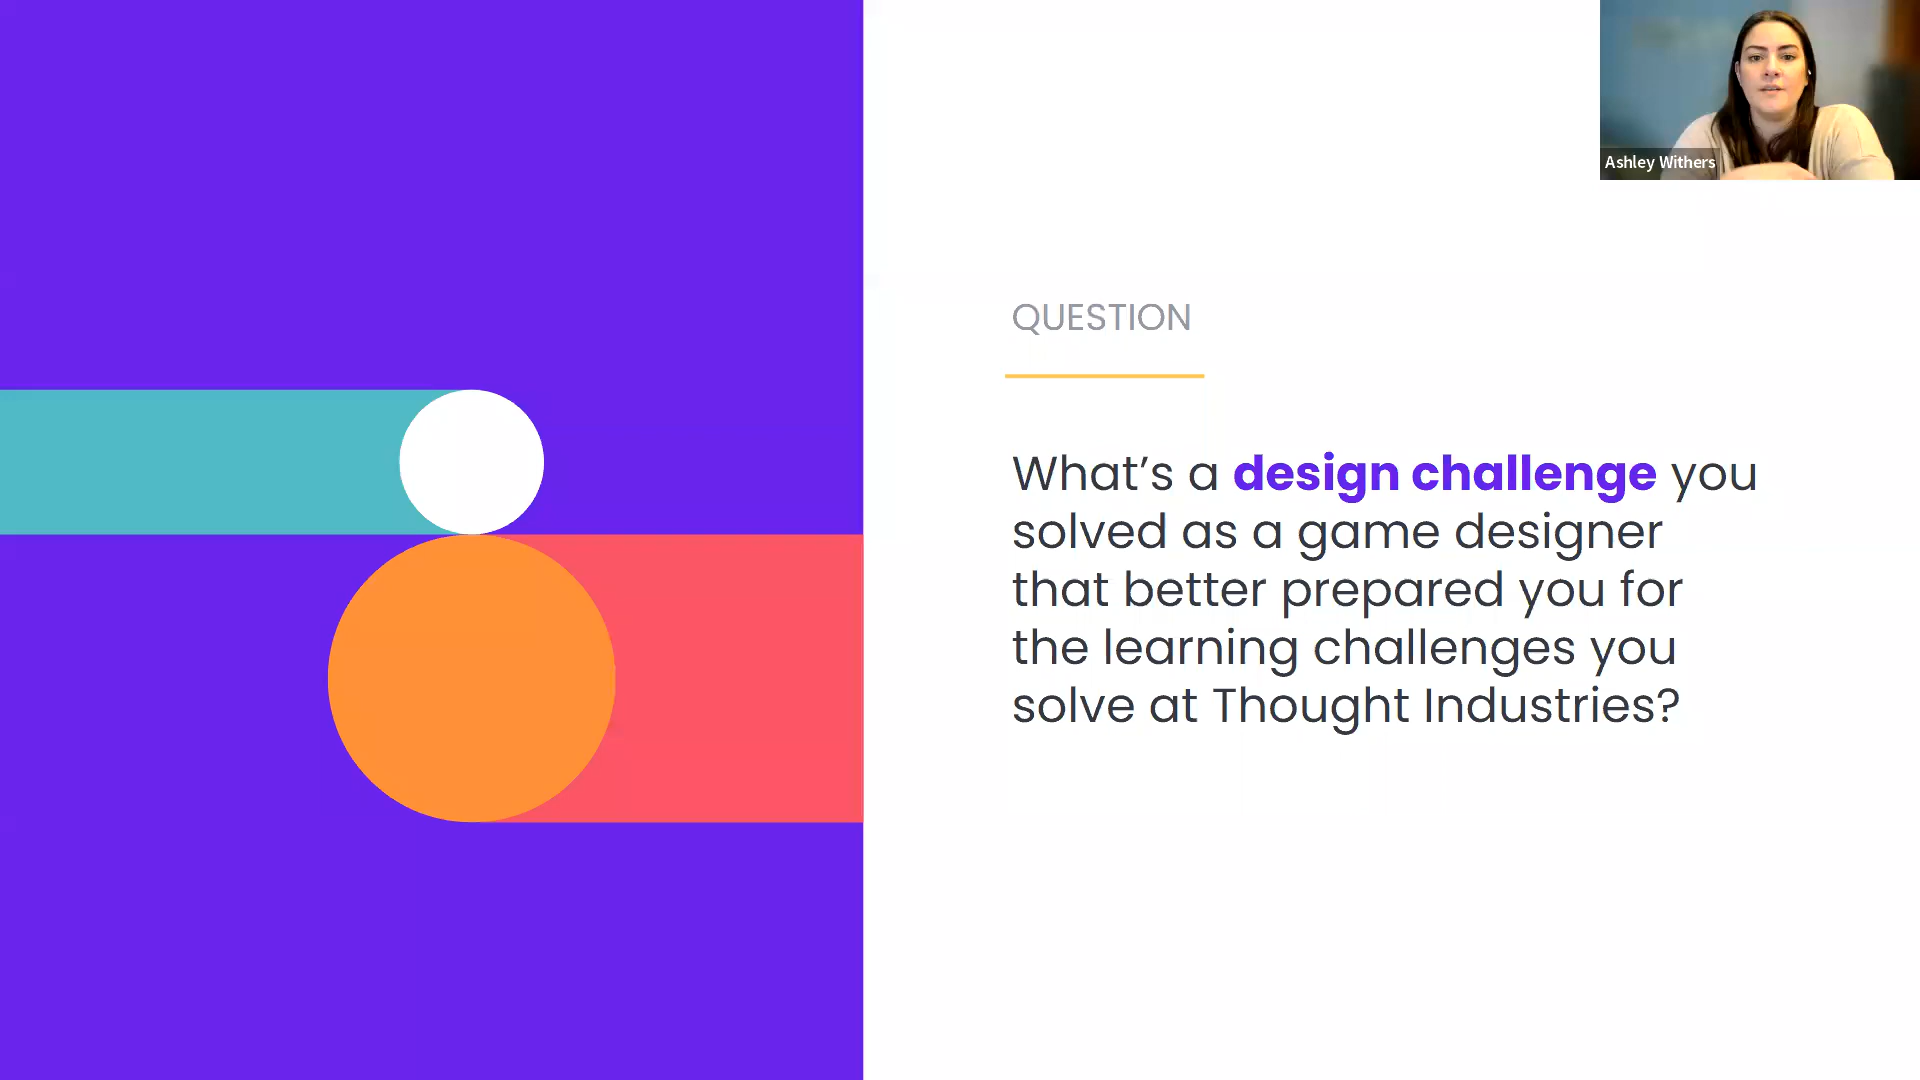 Ashley Withers
QUESTION
What’s a design challenge you
solved as a game designer
that better prepared you for
the learning challenges you
solve at Thought Industries?